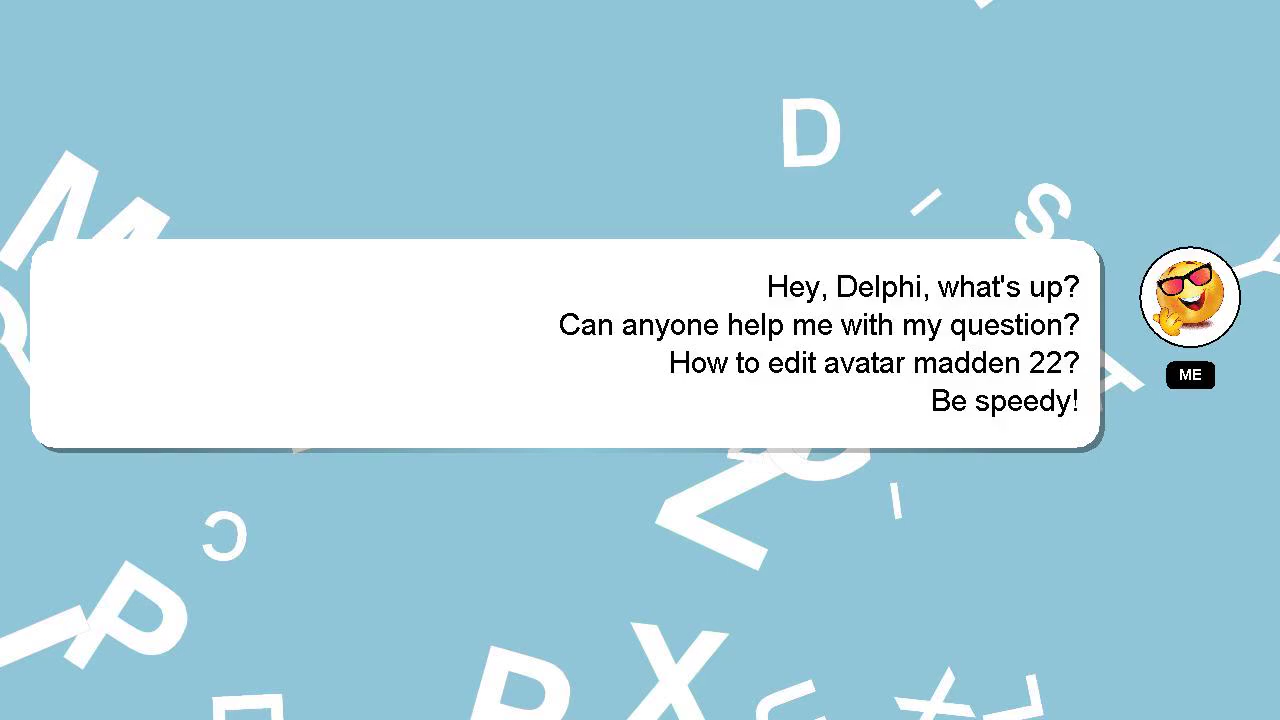 Hey, Delphi, what's up?
Can anyone help me with my question?
How to edit avatar madden 22?
Be speedy!
ME